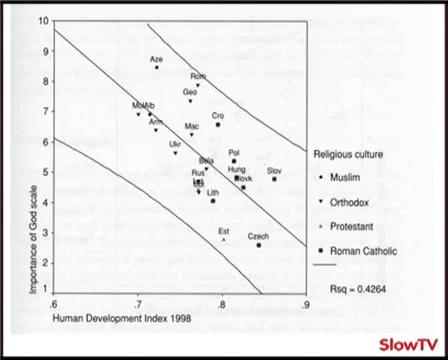 10
9
8
7
6
5
4
3
2
1
Importance of God scale
Aze
Rom
Geo
Mol
Alb
Cro
Arm
Mac
Ukr
Pol
Bela
Rus
Hung
Slovk
Slov
Lith
Est
Czech
.6
.7
.8
.9
Human Development Index 1998
Religious culture
Muslim
Orthodox
Protestant
Roman Catholic
Rsq = 0.4264
SlowTV